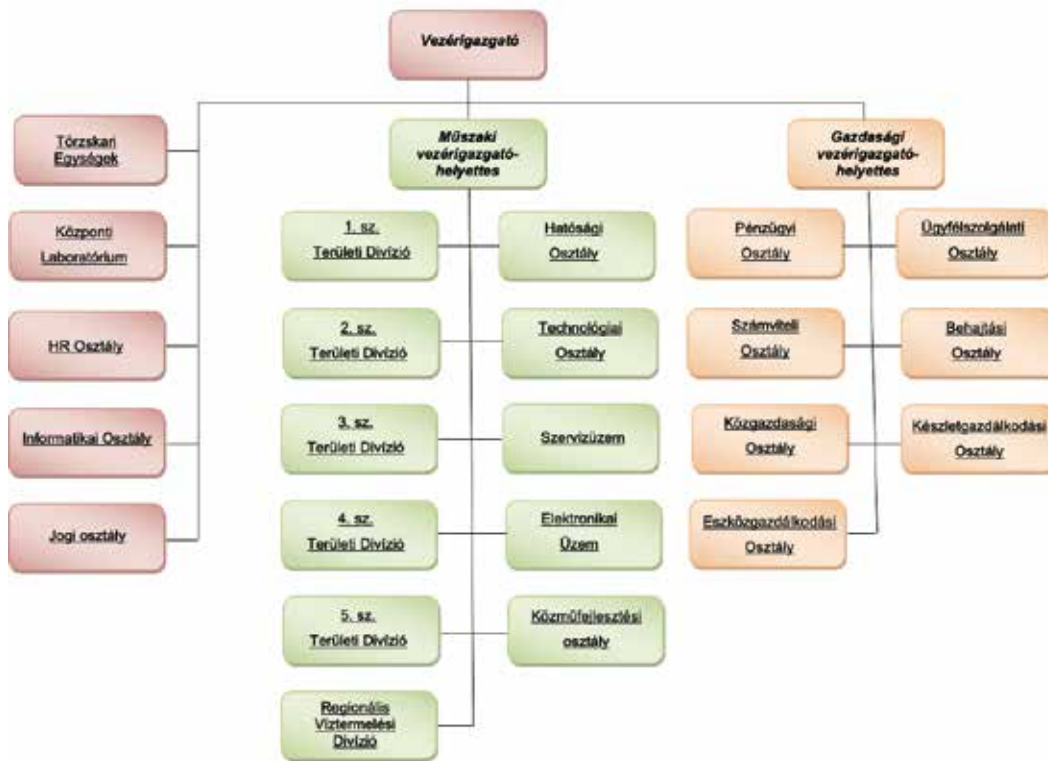 Vezérigazgató
Törzskari
Egységek
Központi
Laboratórium
HR Osztály
Informatikai Osztály
Jogi osztály
Műszaki
vezérigazgató-
helyettes
1. sz.
Területi Divízió
2. sz.
Területi Divízió
3. sz.
Területi Divízió
4. sz.
Területi Divízió
5. sz.
Területi Divízió
Regionális
Víztermelési
Divízió
Hatósági
Osztály
Technológiai
Osztály
Szervizüzem
Elektronikai
Üzem
Közműfejlesztési
osztály
Gazdasági
vezérigazgató-
helyettes
Pénzügyi
Osztály
Számviteli
Osztály
Közgazdasági
Osztály
Eszközgazdálkodási
Osztály
Ügyfélszolgálati
Osztály
Behajtási
Osztály
Készletgazdálkodási
Osztály